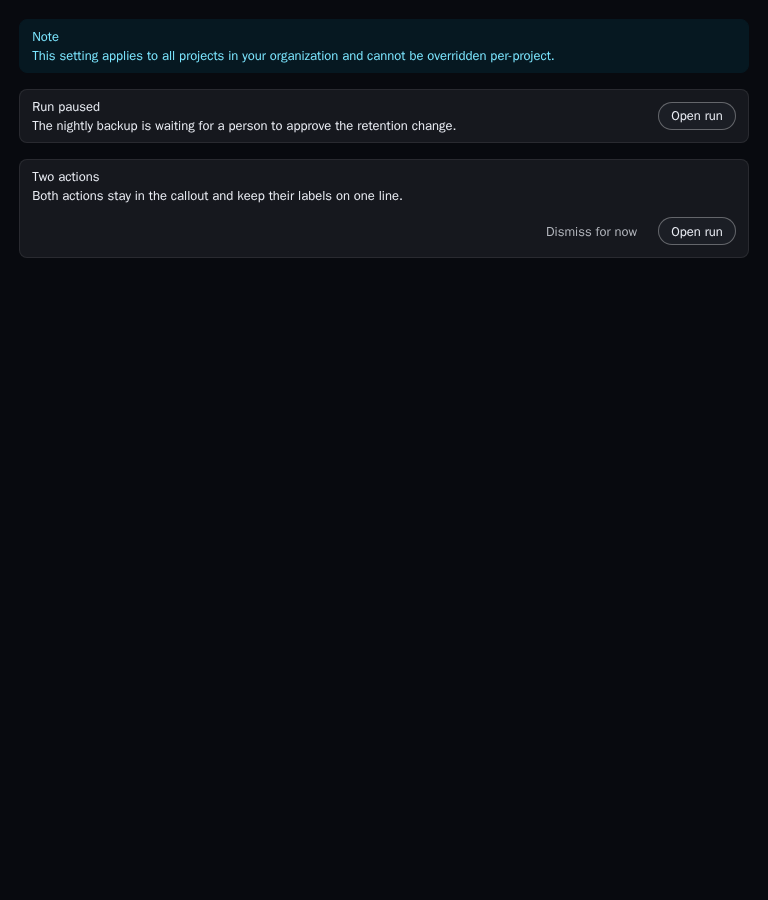 Note
This setting applies to all projects in your organization and cannot be overridden per-project.
Run paused
The nightly backup is waiting for a person to approve the retention change.
Open run
Two actions
Both actions stay in the callout and keep their labels on one line.
Dismiss for now
Open run